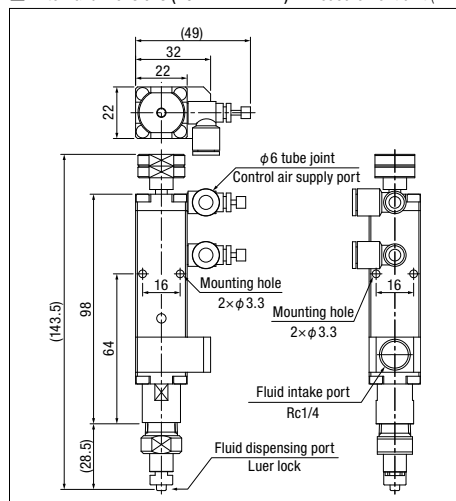 (49)
32
22
22
φ6 tube joint
Control air supply port
16
Mounting hole
2×φ3.3
16
Mounting hole
2×φ3.3
(143.5)
98
64
(28.5)
Fluid intake port
Rc1/4
Fluid dispensing port
Luer lock